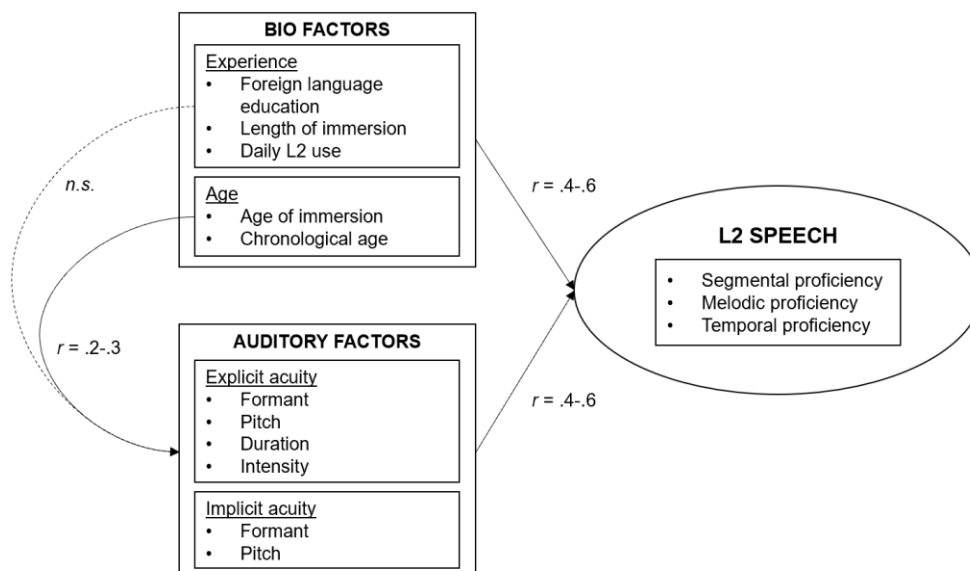 BIO FACTORS
Experience
• Foreign language
education
• Length of immersion
• Daily L2 use
Age
• Age of immersion
• Chronological age
n.s.
r = .2-.3
r = .4-.6
L2 SPEECH
• Segmental proficiency
• Melodic proficiency
• Temporal proficiency
r = .4-.6
AUDITORY FACTORS
Explicit acuity
• Formant
• Pitch
• Duration
• Intensity
Implicit acuity
• Formant
• Pitch